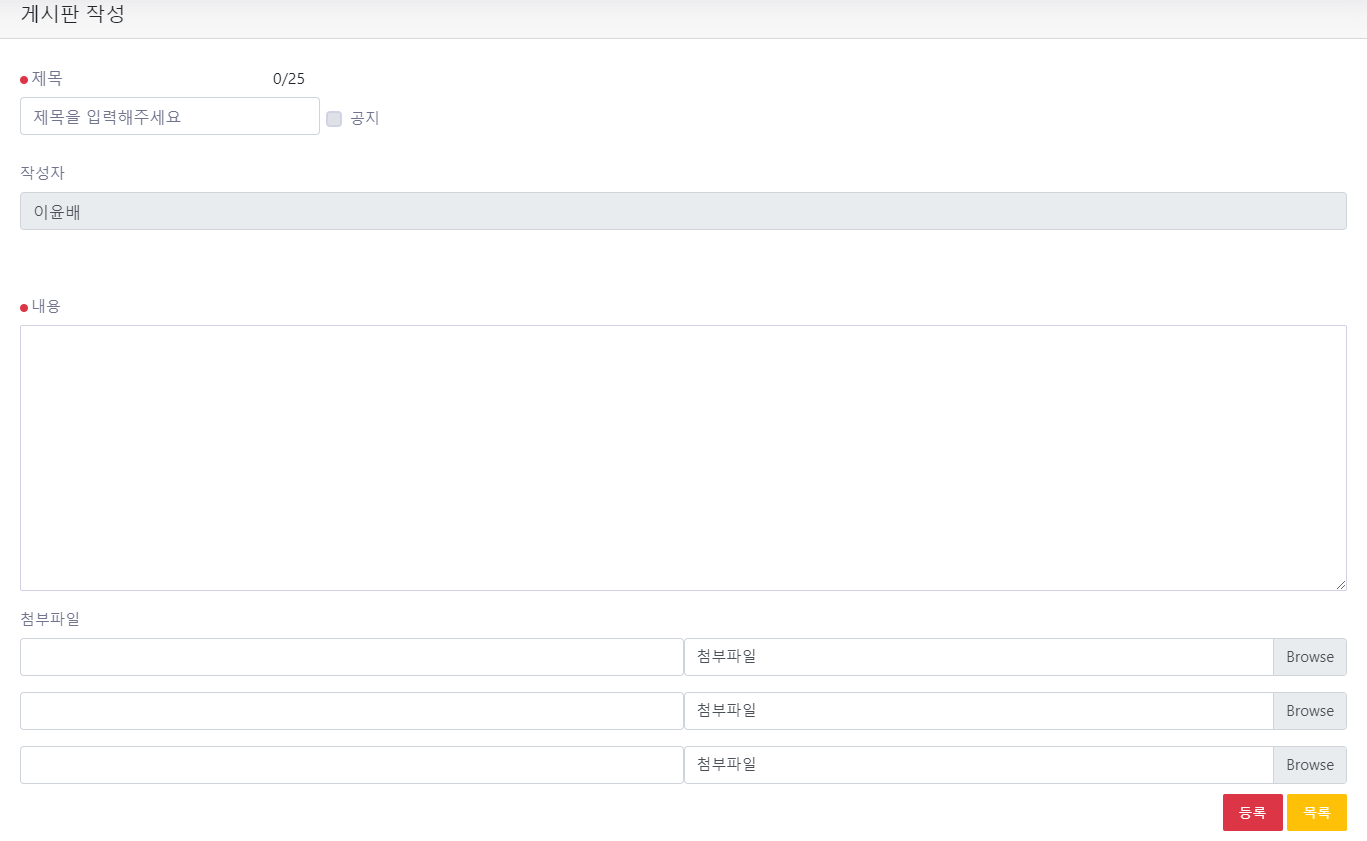 게시판 작성
제목 0/25
제목을 입력해주세요 공지
작성자
이윤배
내용
첨부파일
첨부파일 Browse
첨부파일 Browse
첨부파일 Browse
등록 목록